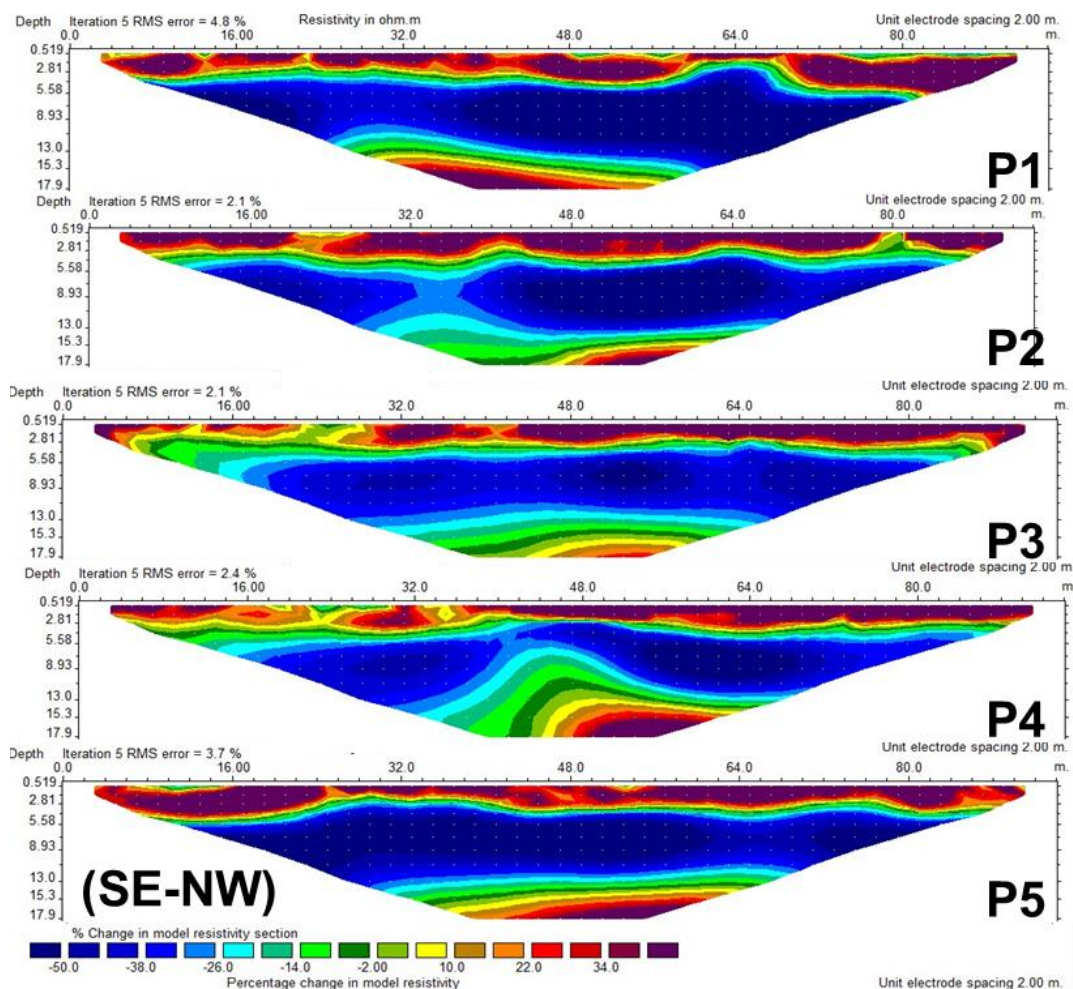 Depth Iteration 5 RMS error = 4.8 % Resistivity in ohm.m Unit electrode spacing 2.00 m.
0.0 16.00 32.0 48.0 64.0 80.0 m.
0.519
2.81
5.58
8.93
13.0
15.3
17.9
P1
Depth Iteration 5 RMS error = 2.1 % Unit electrode spacing 2.00 m.
0.0 16.00 32.0 48.0 64.0 80.0 m.
0.519
2.81
5.58
8.93
13.0
15.3
17.9
P2
Depth Iteration 5 RMS error = 2.1 % Unit electrode spacing 2.00 m.
0.0 16.00 32.0 48.0 64.0 80.0 m.
0.519
2.81
5.58
8.93
13.0
15.3
17.9
P3
Depth Iteration 5 RMS error = 2.4 % Unit electrode spacing 2.00 m.
0.0 16.00 32.0 48.0 64.0 80.0 m
0.519
2.81
5.58
8.93
13.0
15.3
17.9
P4
Depth Iteration 5 RMS error = 3.7 % Unit electrode spacing 2.00 m.
0.0 16.00 32.0 48.0 64.0 80.0 m.
0.519
2.81
5.58
8.93
13.0
15.3
17.9
(SE-NW) P5
% Change in model resistivity section
-50.0 -38.0 -26.0 -14.0 -2.00 10.0 22.0 34.0
Percentage change in model resistivity Unit electrode spacing 2.00 m.